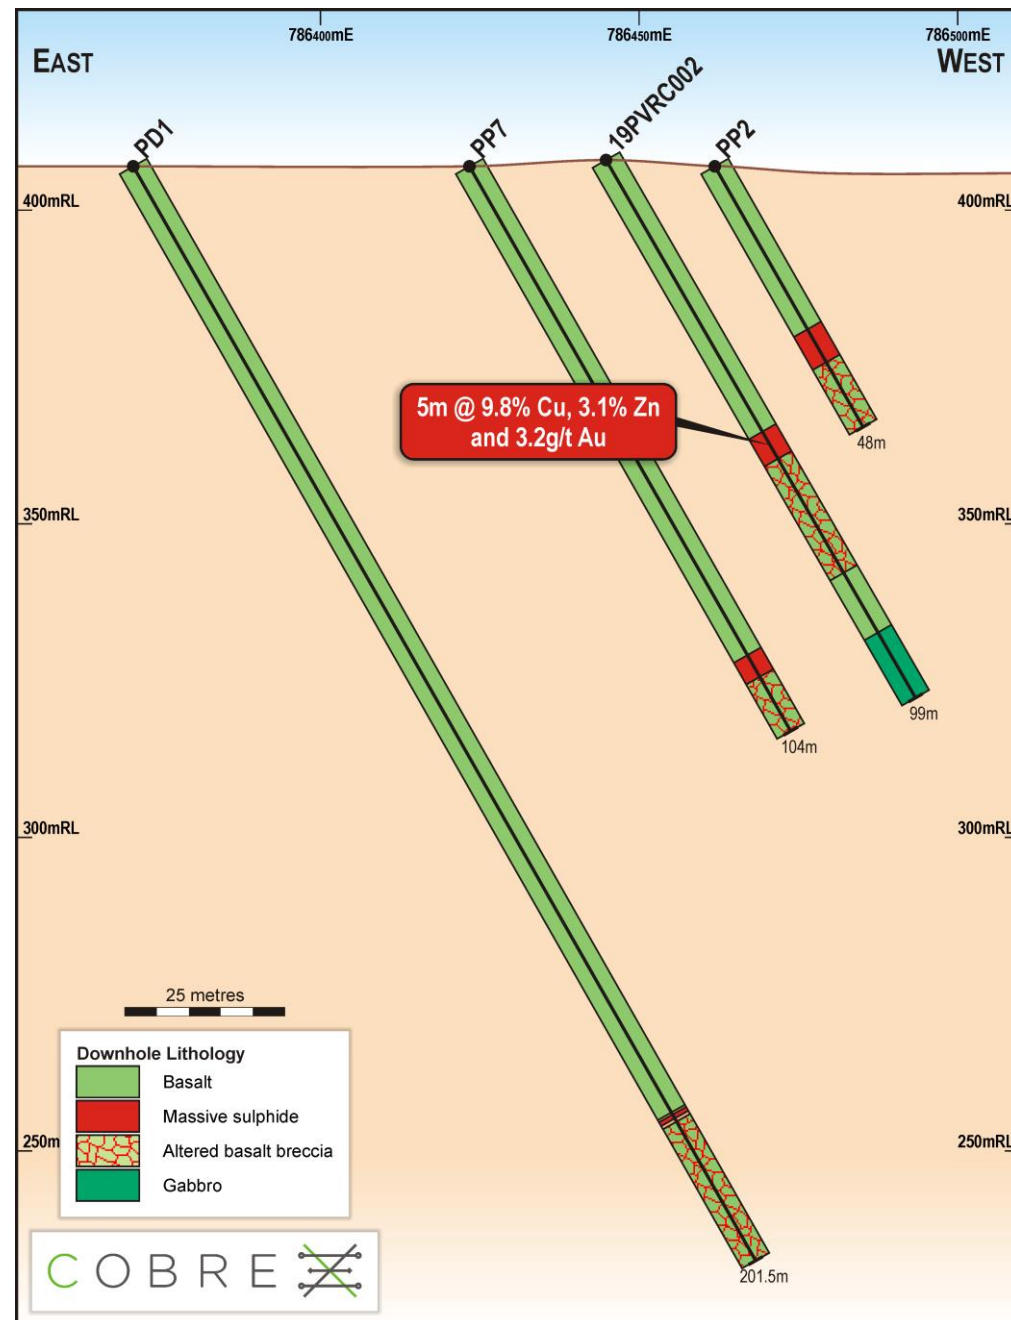 786400mE
786450mE
786500mE
EAST
WEST
PD1
PP7
19PVRC002
PP2
400mRL
400mRL
5m @ 9.8% Cu, 3.1% Zn
and 3.2g/t Au
48m
350mRL
350mRL
99m
104m
300mRL
300mRL
25 metres
Downhole Lithology
Basalt
Massive sulphide
Altered basalt breccia
Gabbro
250m
250mRL
201.5m
COBRE